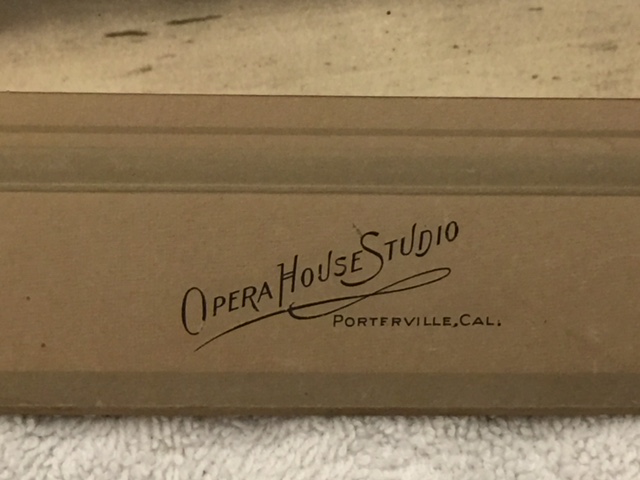 Opera House Studio
Porterville, Cal.